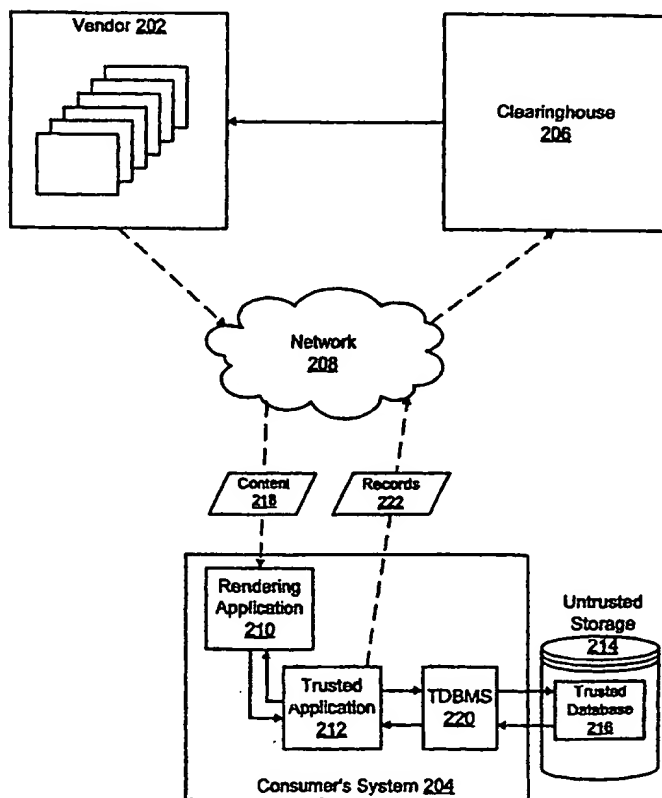 Vendor 202
Clearinghouse
206
Network
208
Content
218
Records
222
Rendering
Application
210
Trusted
Application
212
TDBMS
220
Untrusted
Storage
214
Trusted
Database
216
Consumer's System 204